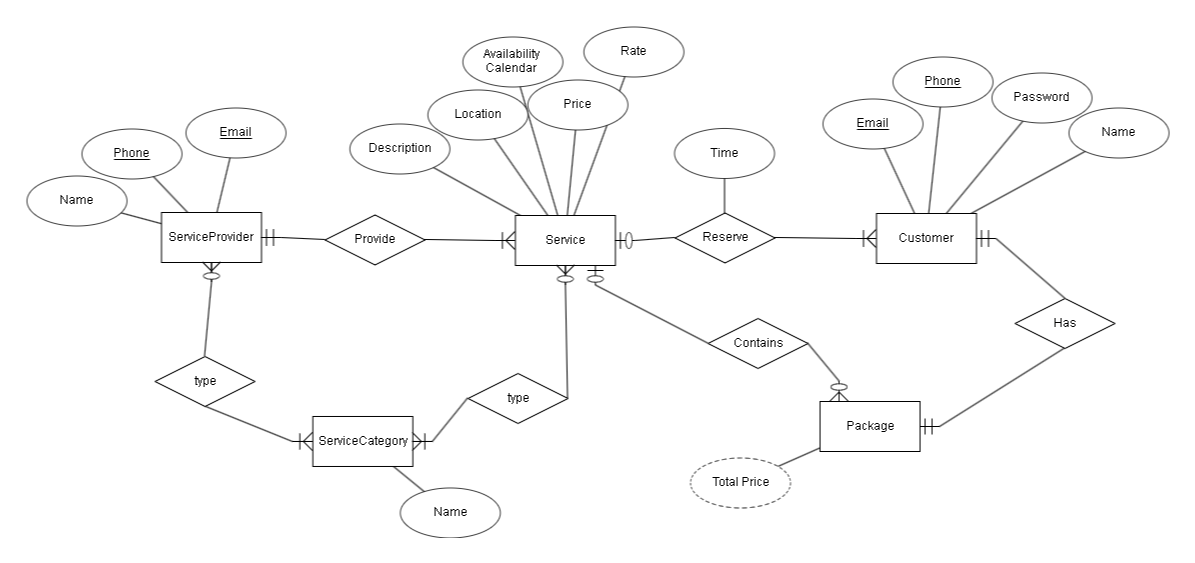 Availability
Calendar
Rate
Location
Price
Description
Phone
Email
Name
Time
Email
Phone
Password
Name
ServiceProvider
Provide
Service
Reserve
Customer
Has
Contains
type
type
ServiceCategory
Package
Total Price
Name